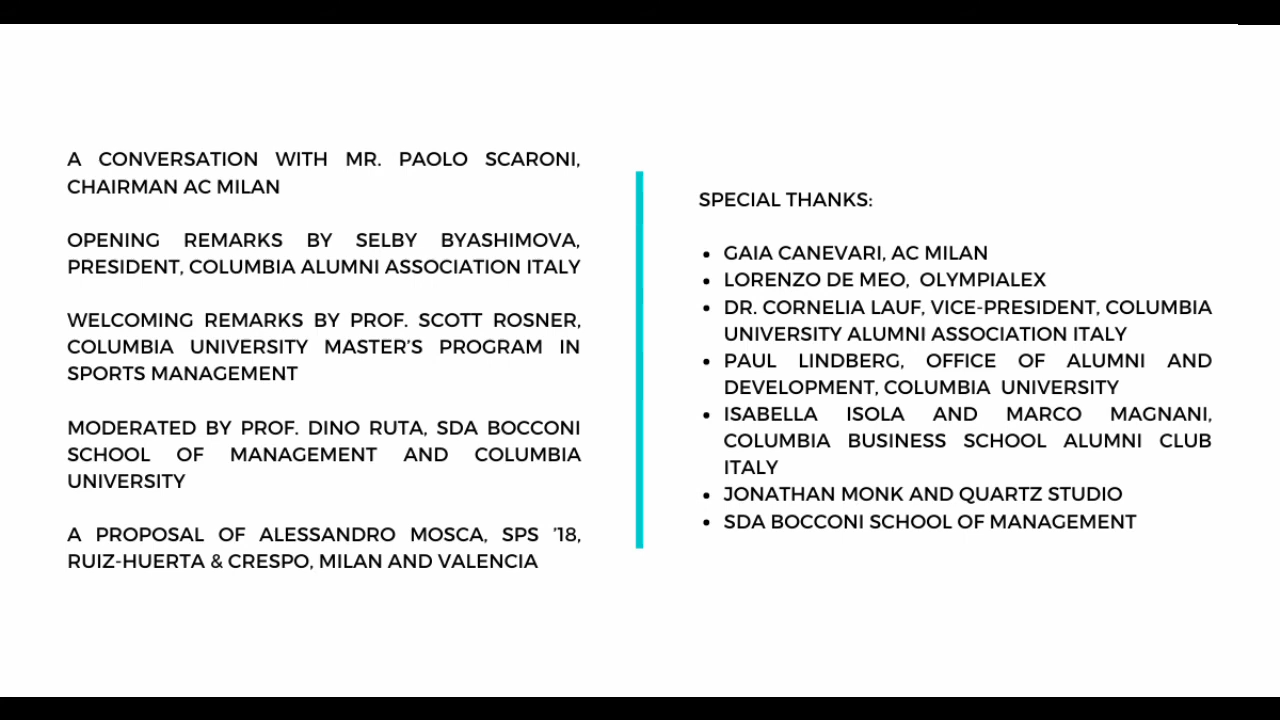 A CONVERSATION WITH MR. PAOLO SCARONI,
CHAIRMAN AC MILAN
OPENING REMARKS BY SELBY BYASHIMOVA,
PRESIDENT, COLUMBIA ALUMNI ASSOCIATION ITALY
WELCOMING REMARKS BY PROF. SCOTT ROSNER,
COLUMBIA UNIVERSITY MASTER'S PROGRAM IN
SPORTS MANAGEMENT
MODERATED BY PROF. DINO RUTA, SDA BOCCONI
SCHOOL OF MANAGEMENT AND COLUMBIA
UNIVERSITY
A PROPOSAL OF ALESSANDRO MOSCA, SPS '18,
RUIZ-HUERTA & CRESPO, MILAN AND VALENCIA
SPECIAL THANKS:
• GAIA CANEVARI, AC MILAN
• LORENZO DE MEO, OLYMPIALEX
• DR. CORNELIA LAUF, VICE-PRESIDENT, COLUMBIA
UNIVERSITY ALUMNI ASSOCIATION ITALY
• PAUL LINDBERG, OFFICE OF ALUMNI AND
DEVELOPMENT, COLUMBIA UNIVERSITY
• ISABELLA ISOLA AND MARCO MAGNANI,
COLUMBIA BUSINESS SCHOOL ALUMNI CLUB
ITALY
• JONATHAN MONK AND QUARTZ STUDIO
• SDA BOCCONI SCHOOL OF MANAGEMENT